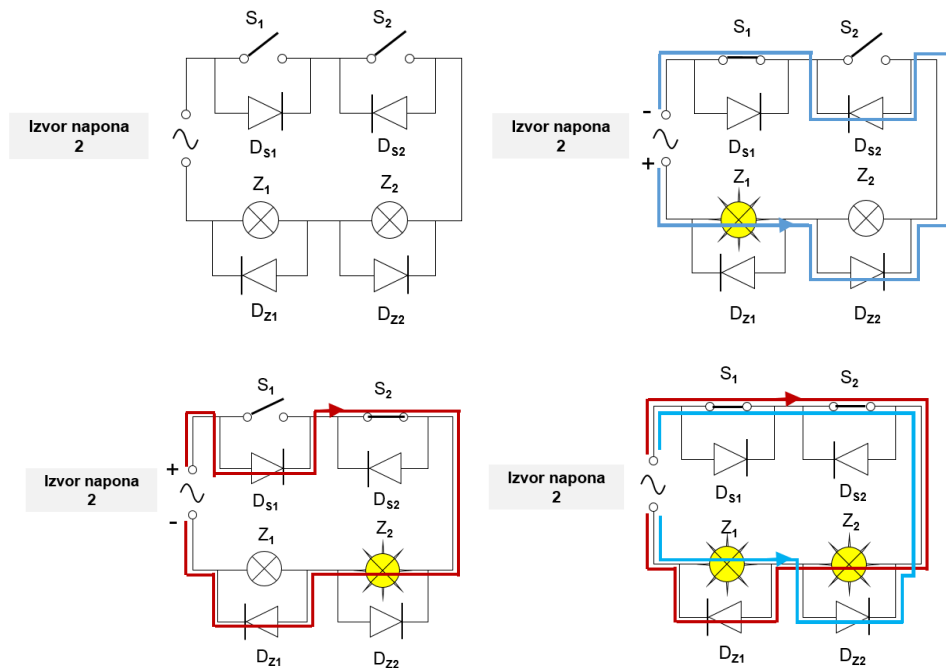 S1
S2
Izvor napona
2
DS1
DS2
Z1
Z2
DZ1
DZ2
S1
S2
Izvor napona
2
-
+
DS1
DS2
Z1
Z2
DZ1
DZ2
S1
S2
Izvor napona
2
+
-
DS1
DS2
Z1
Z2
DZ1
DZ2
S1
S2
Izvor napona
2
DS1
DS2
Z1
Z2
DZ1
DZ2